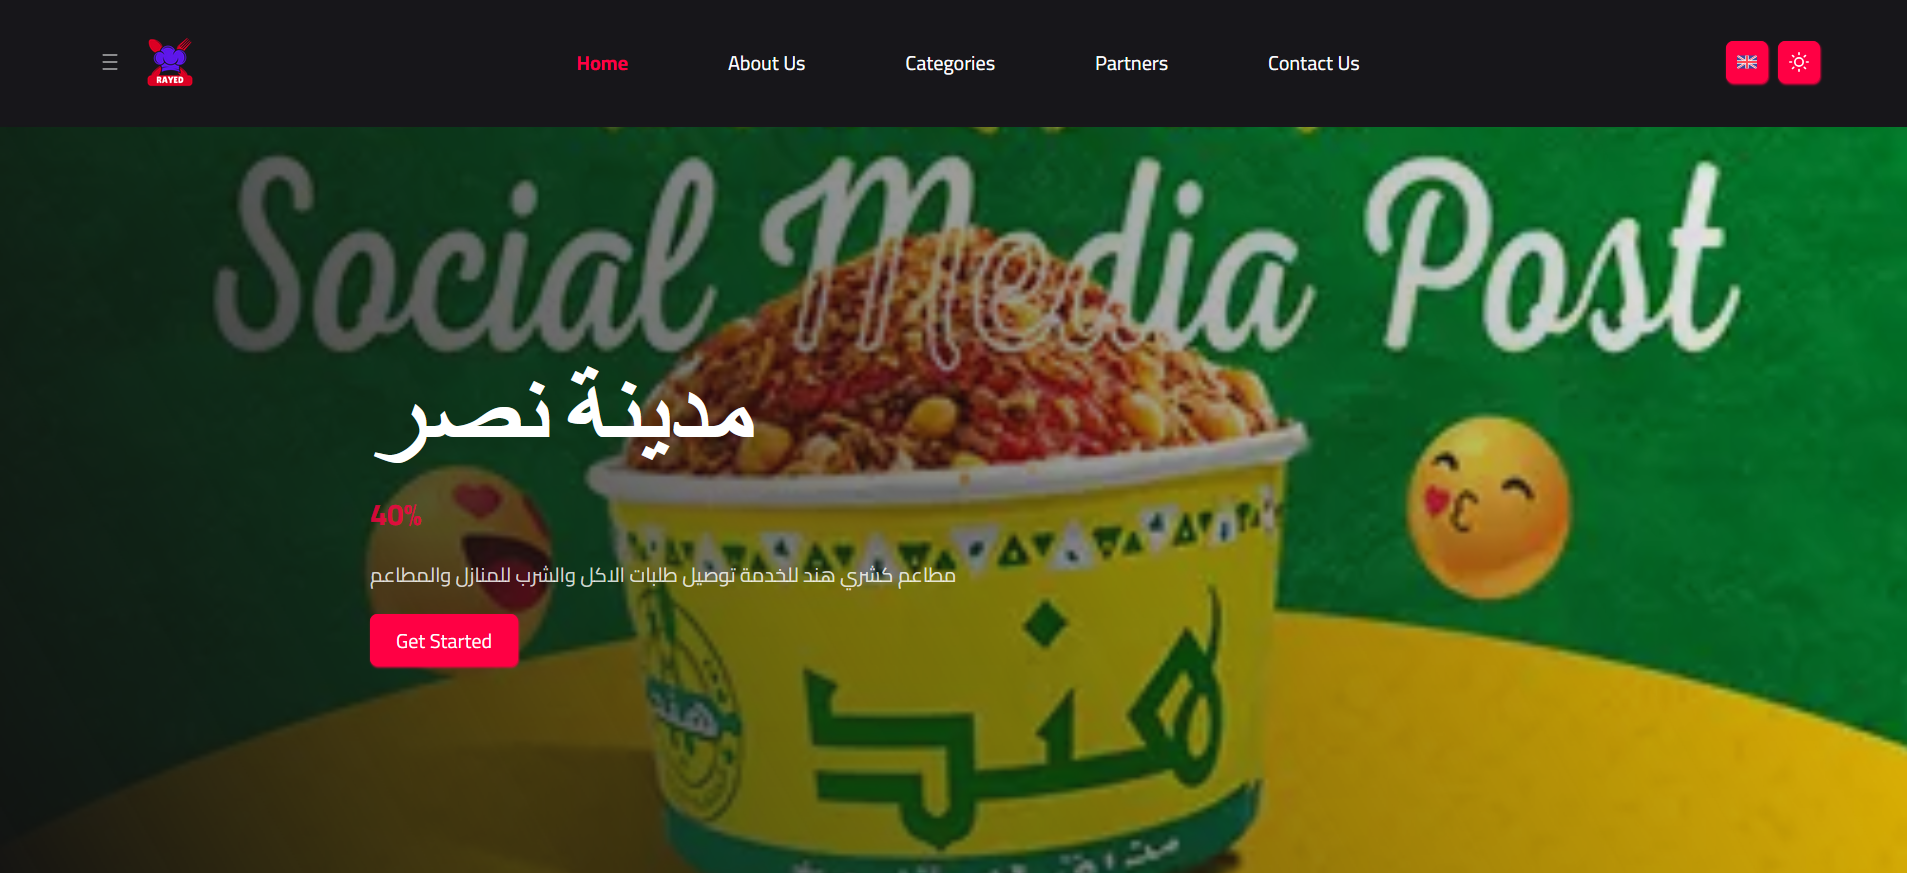 RAYED
Home
About Us
Categories
Partners
Contact Us
Social Media Post
مدينة نصر
40%
مطاعم كشري هند للخدمة توصيل طلبات الاكل والشرب للمنازل والمطاعم
Get Started
هند
هند